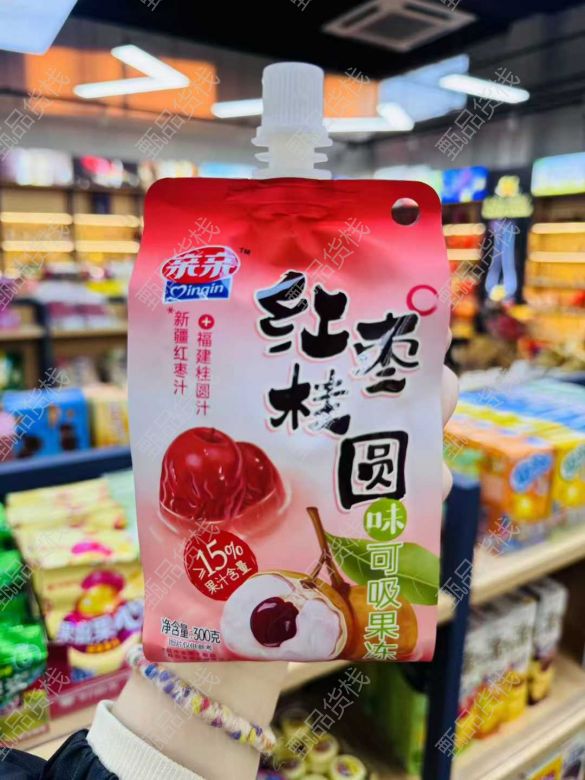 亲亲
TM
Qinqin
*新疆红枣汁
+福建桂圆汁
红枣
桂圆
味
可吸果冻
≥15%
果汁含量
净含量:300克
甄品货栈